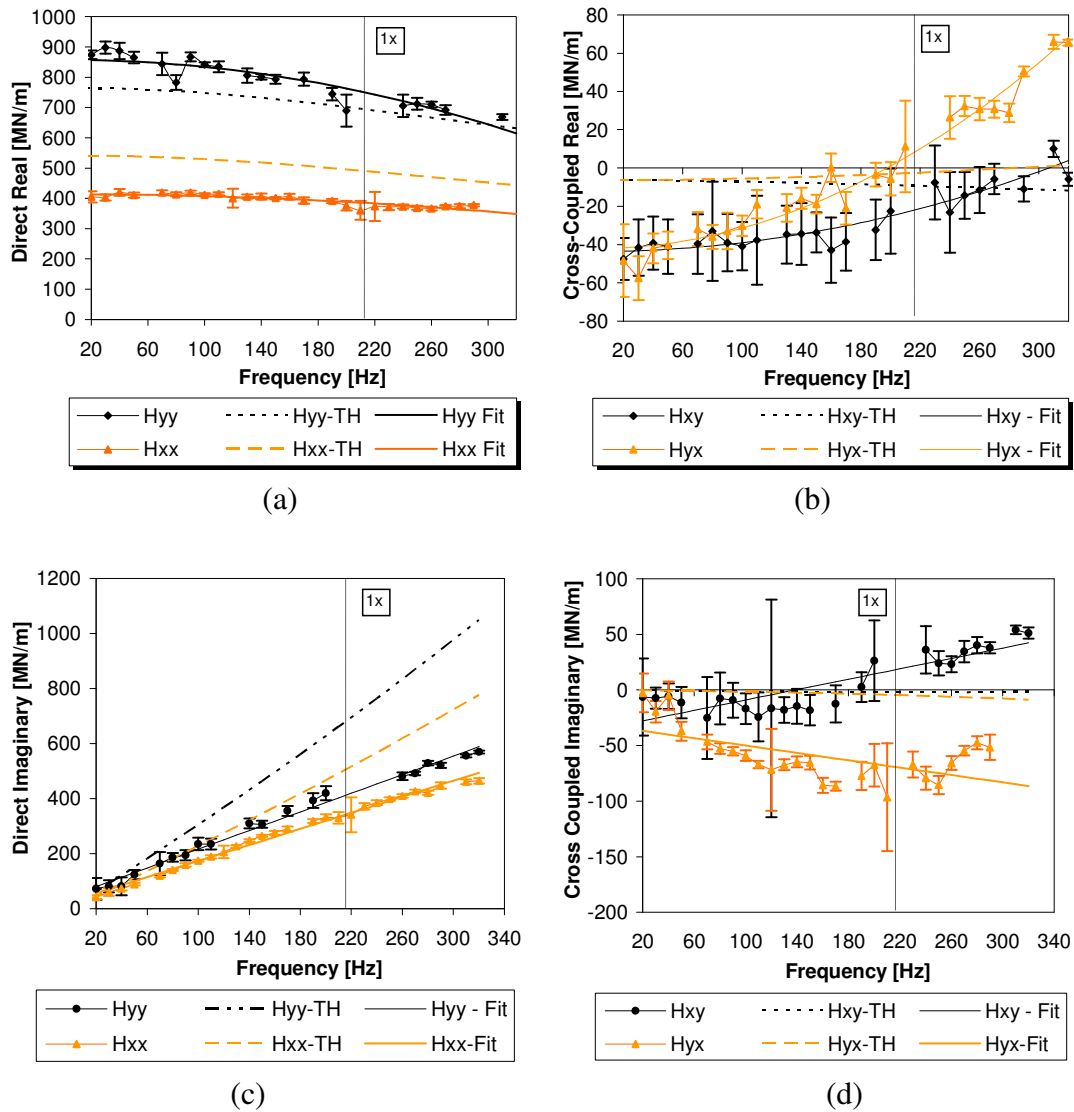 1x
Direct Real [MN/m]
1000
900
800
700
600
500
400
300
200
100
0
20 60 100 140 180 220 260 300
Frequency [Hz]
Hyy Hyy-TH Hyy Fit
Hxx Hxx-TH Hxx Fit
(a)
1x
Cross-Coupled Real [MN/m]
80
60
40
20
0
-20
-40
-60
-80
20 60 100 140 180 220 260 300
Frequency [Hz]
Hxy Hxy-TH Hxy - Fit
Hyx Hyx-TH Hyx - Fit
(b)
1x
Direct Imaginary [MN/m]
1200
1000
800
600
400
200
0
20 60 100 140 180 220 260 300 340
Frequency [Hz]
Hyy Hyy-TH Hyy - Fit
Hxx Hxx-TH Hxx-Fit
(c)
1x
Cross Coupled Imaginary [MN/m]
100
50
0
-50
-100
-150
-200
20 60 100 140 180 220 260 300 340
Frequency [Hz]
Hxy Hxy-TH Hxy - Fit
Hyx Hyx-TH Hyx-Fit
(d)